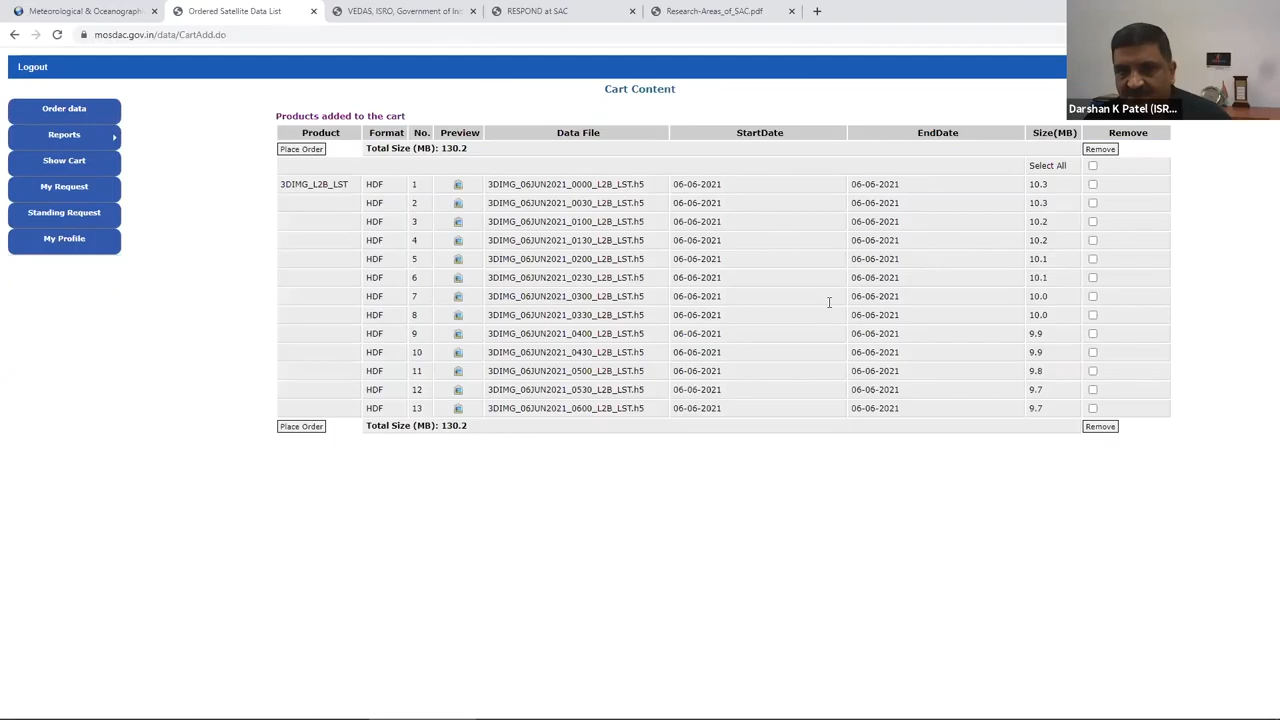 Meteorological & Oceanograph
Ordered Satellite Data List
VEDAS, ISRO, Government of In
RESPOND at SAC
Research-Areas_of_SAC.pdf
mosdac.gov.in/data/CartAdd.do
Logout
Darshan K Patel (ISR...
Cart Content
Order data
Reports
Show Cart
My Request
Standing Request
My Profile
Products added to the cart
Product Format No. Preview Data File StartDate EndDate Size(MB) Remove
Place Order Total Size (MB): 130.2 Remove
Select All
3DIMG_L2B_LST HDF 1 3DIMG_06JUN2021_0000_L2B_LST.h5 06-06-2021 06-06-2021 10.3
HDF 2 3DIMG_06JUN2021_0030_L2B_LST.h5 06-06-2021 06-06-2021 10.3
HDF 3 3DIMG_06JUN2021_0100_L2B_LST.h5 06-06-2021 06-06-2021 10.2
HDF 4 3DIMG_06JUN2021_0130_L2B_LST.h5 06-06-2021 06-06-2021 10.2
HDF 5 3DIMG_06JUN2021_0200_L2B_LST.h5 06-06-2021 06-06-2021 10.1
HDF 6 3DIMG_06JUN2021_0230_L2B_LST.h5 06-06-2021 06-06-2021 10.1
HDF 7 3DIMG_06JUN2021_0300_L2B_LST.h5 06-06-2021 06-06-2021 10.0
HDF 8 3DIMG_06JUN2021_0330_L2B_LST.h5 06-06-2021 06-06-2021 10.0
HDF 9 3DIMG_06JUN2021_0400_L2B_LST.h5 06-06-2021 06-06-2021 9.9
HDF 10 3DIMG_06JUN2021_0430_L2B_LST.h5 06-06-2021 06-06-2021 9.9
HDF 11 3DIMG_06JUN2021_0500_L2B_LST.h5 06-06-2021 06-06-2021 9.8
HDF 12 3DIMG_06JUN2021_0530_L2B_LST.h5 06-06-2021 06-06-2021 9.7
HDF 13 3DIMG_06JUN2021_0600_L2B_LST.h5 06-06-2021 06-06-2021 9.7
Place Order Total Size (MB): 130.2 Remove